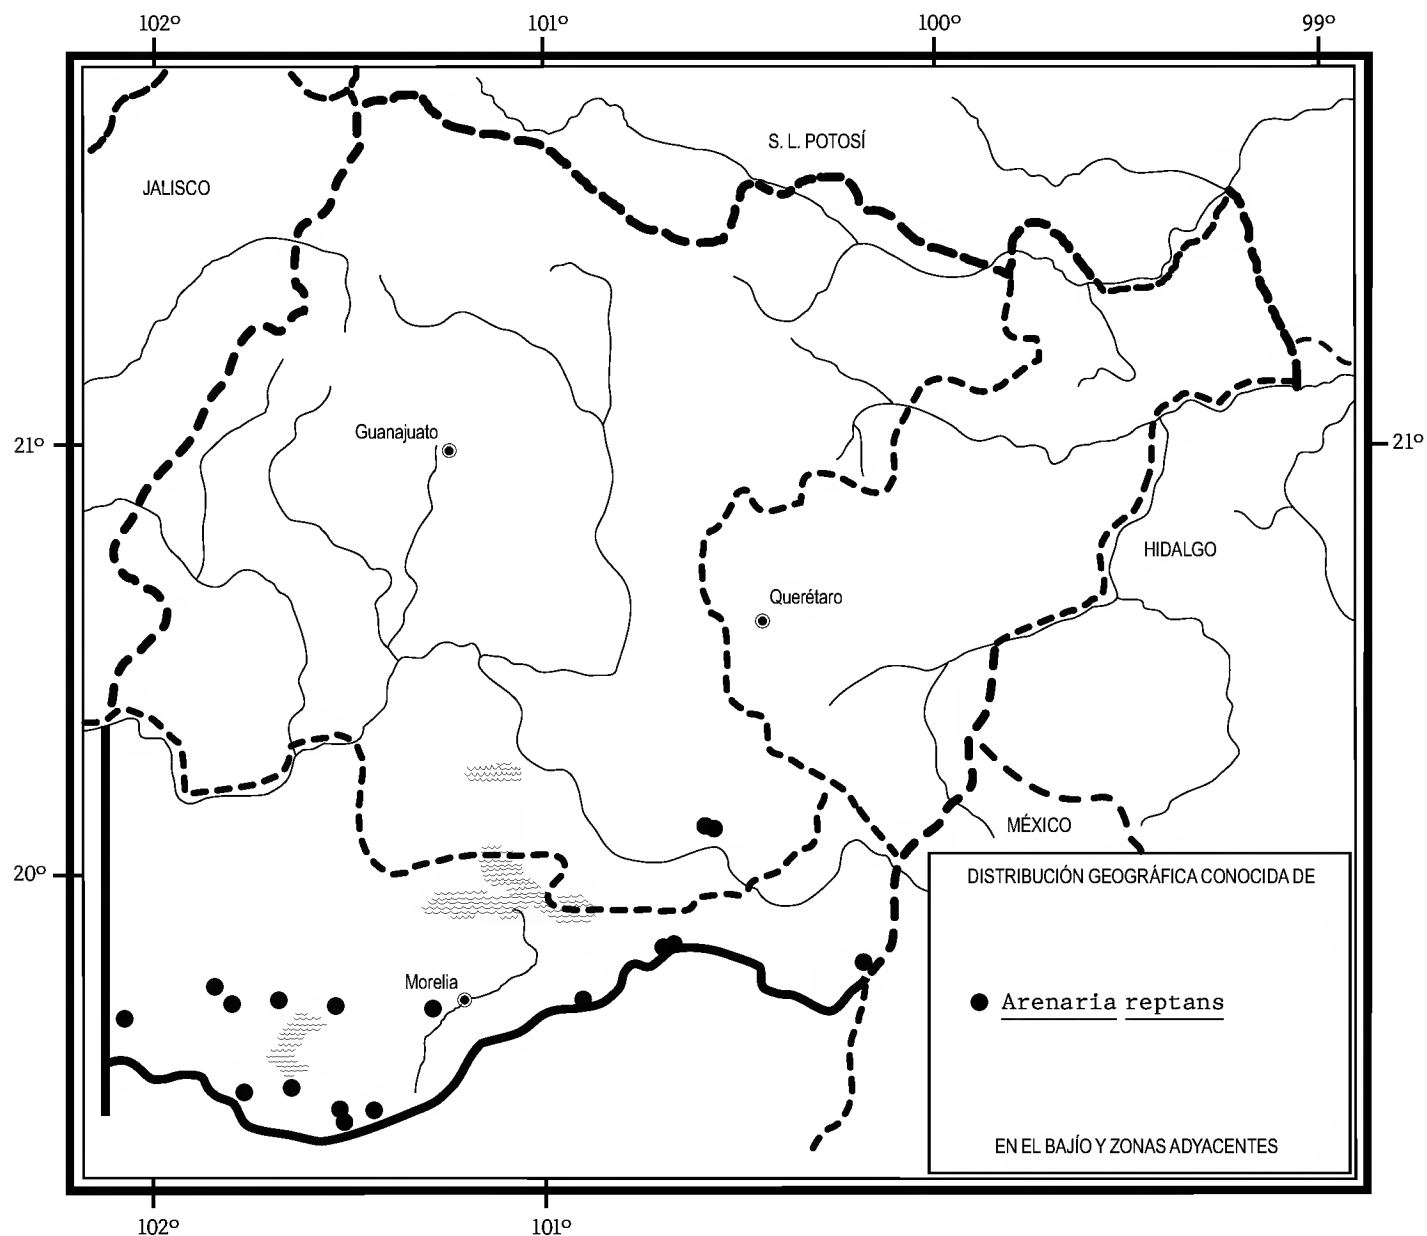 102º 101º 100º 99º
S. L. POTOSÍ
JALISCO
Guanajuato
21º 21º
HIDALGO
Querétaro
MÉXICO
20º
DISTRIBUCIÓN GEOGRÁFICA CONOCIDA DE
Morelia
Arenaria reptans
EN EL BAJÍO Y ZONAS ADYACENTES
102º 101º